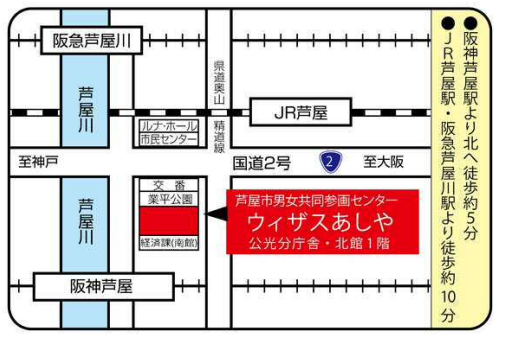 阪急芦屋川
芦屋川
県道奥山精道線
JR芦屋
ルナ・ホール
市民センター
至神戸
国道2号
2
至大阪
交番
業平公園
経済課(南館)
芦屋川
芦屋市男女共同参画センター
ウィザスあしや
公光分庁舎・北館1階
阪神芦屋
●阪神芦屋駅より北へ徒歩約5分
●JR芦屋駅・阪急芦屋川駅より徒歩約10分